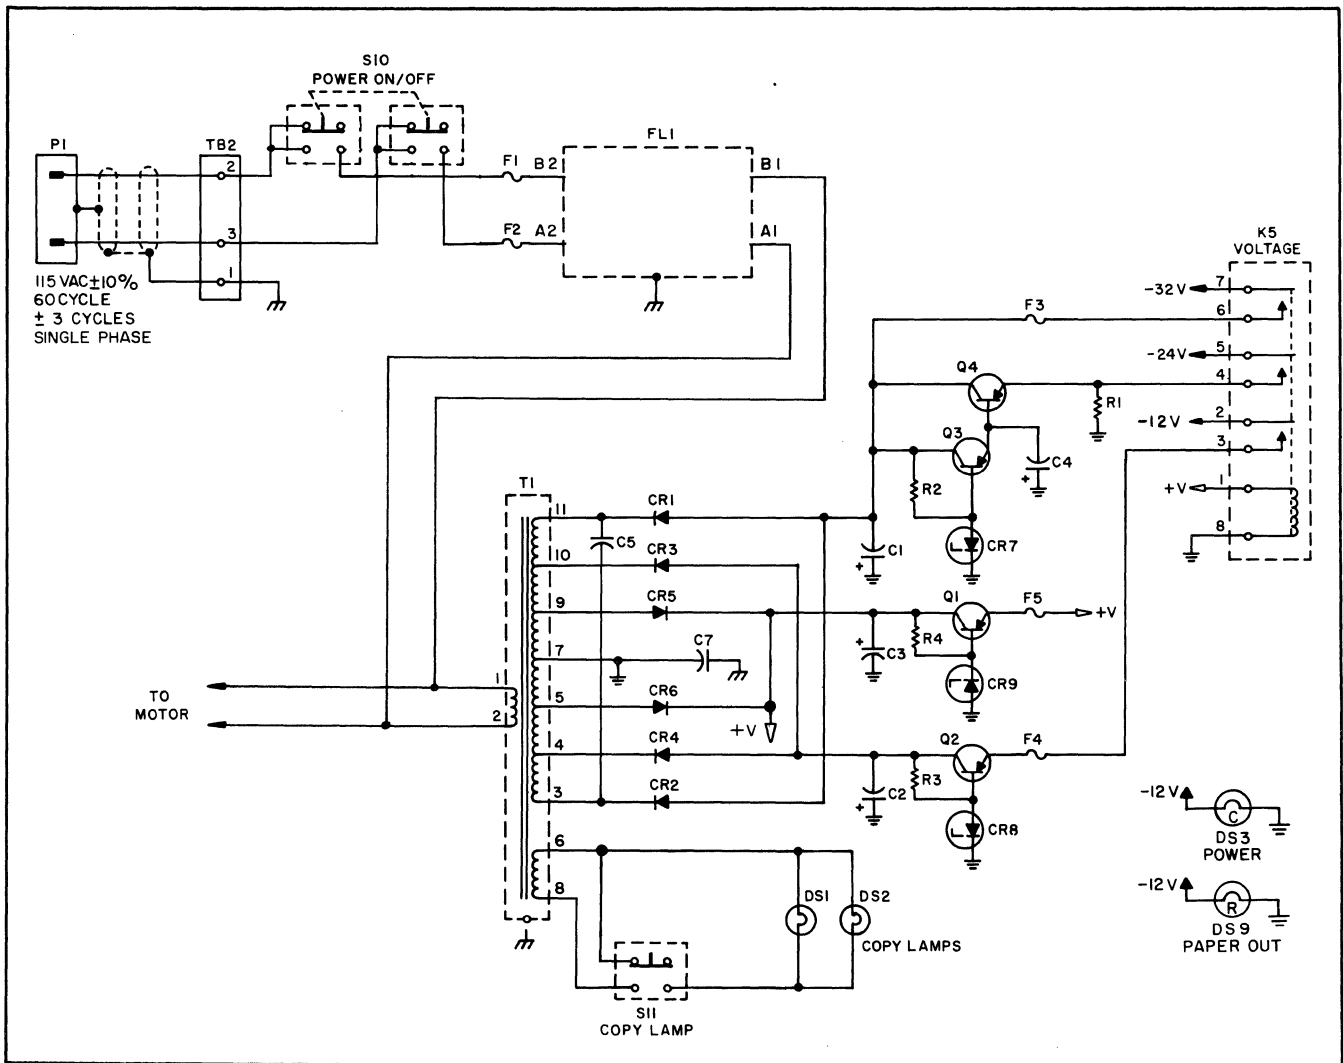 S10
POWER ON/OFF
P1
TB2
2
3
1
115 VAC ±10%
60 CYCLE
± 3 CYCLES
SINGLE PHASE
F1
B2
F2
A2
FL1
B1
A1
K5
VOLTAGE
-32V
7
6
-24V
5
4
-12V
2
3
+V
1
8
F3
Q4
R1
Q3
C4
R2
CR7
C1
T1
11
10
9
7
5
4
3
6
8
1
2
CR1
C5
CR3
CR5
C7
CR6
+V
CR4
CR2
TO
MOTOR
Q1
F5
+V
R4
C3
CR9
Q2
F4
R3
C2
CR8
DS1
DS2
COPY LAMPS
S11
COPY LAMP
-12V
C
DS3
POWER
-12V
R
DS9
PAPER OUT